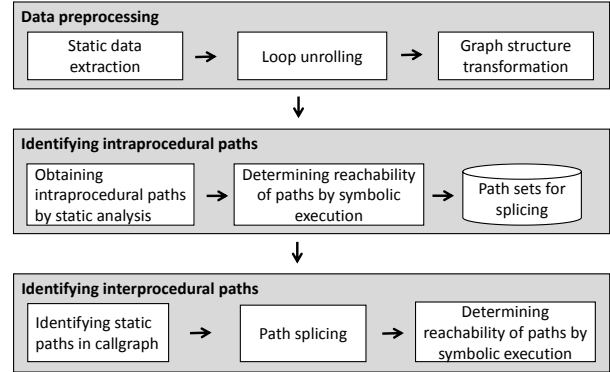 Data preprocessing
Static data
extraction
Loop unrolling
Graph structure
transformation
Identifying intraprocedural paths
Obtaining
intraprocedural paths
by static analysis
Determining reachability
of paths by symbolic
execution
Path sets for
splicing
Identifying interprocedural paths
Identifying static
paths in callgraph
Path splicing
Determining
reachability of paths by
symbolic execution